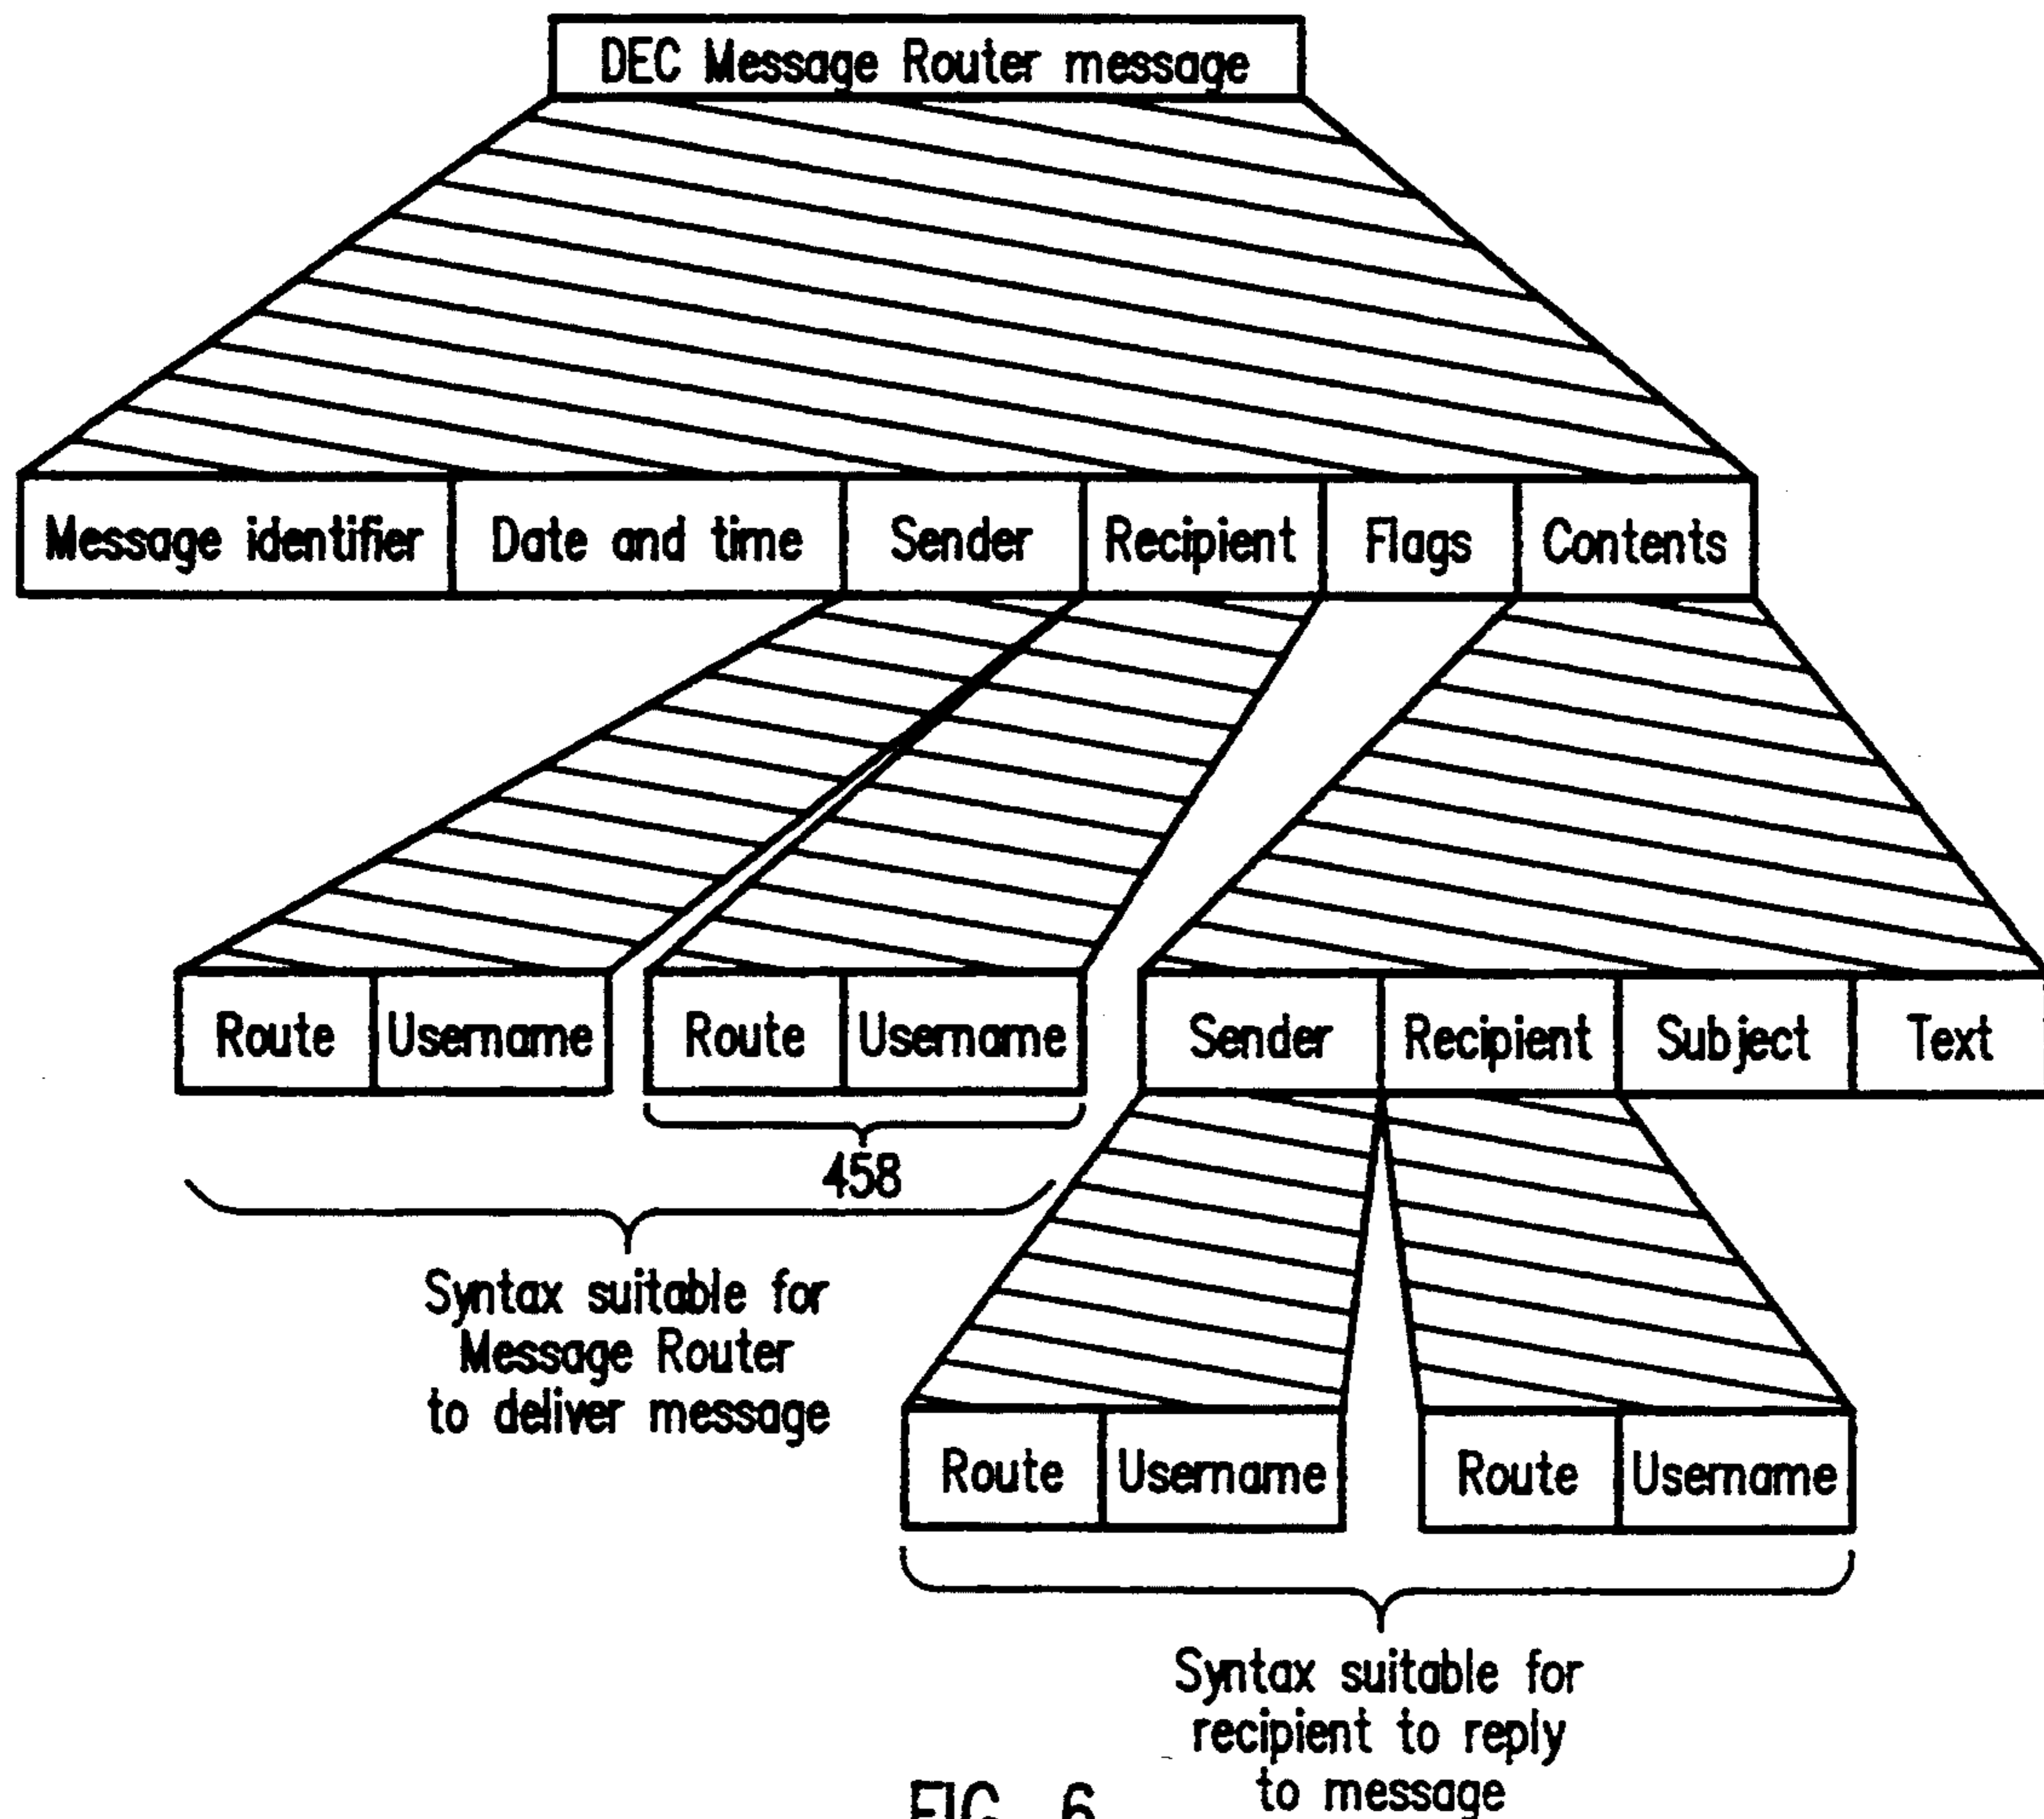 DEC Message Router message
Message identifier Date and time Sender Recipient Flags Contents
Route Username Route Username Sender Recipient Subject Text
458
Syntax suitable for
Message Router
to deliver message
Route Username Route Username
Syntax suitable for
recipient to reply
to message
FIG. 6